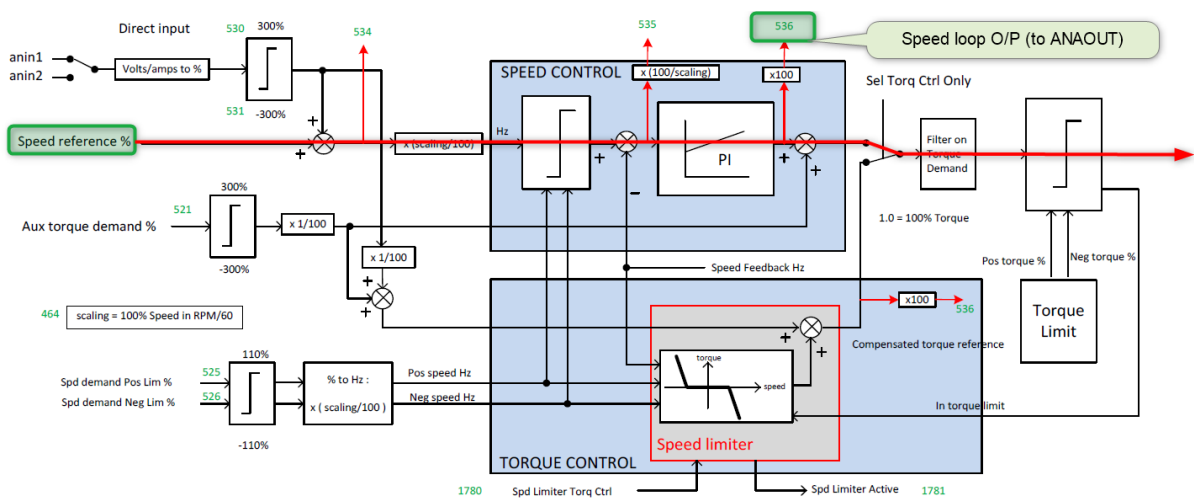 Direct input
530
300%
534
535
536
Speed loop O/P (to ANAOUT)
anin1
anin2
Volts/amps to %
SPEED CONTROL
x (100/scaling)
x100
Sel Torq Ctrl Only
531
-300%
+
Speed reference %
+
x (scaling/100)
Hz
+
PI
+
+
Filter on
Torque
Demand
−
300%
521
Aux torque demand %
x 1/100
-300%
x 1/100
1.0 = 100% Torque
Speed Feedback Hz
Pos torque %
Neg torque %
+
+
x100
536
464
scaling = 100% Speed in RPM/60
+
+
Compensated torque reference
Torque
Limit
110%
Spd demand Pos Lim %
525
Spd demand Neg Lim %
526
% to Hz :
x ( scaling/100 )
Pos speed Hz
Neg speed Hz
torque
speed
In torque limit
-110%
Speed limiter
TORQUE CONTROL
1780
Spd Limiter Torq Ctrl
Spd Limiter Active
1781